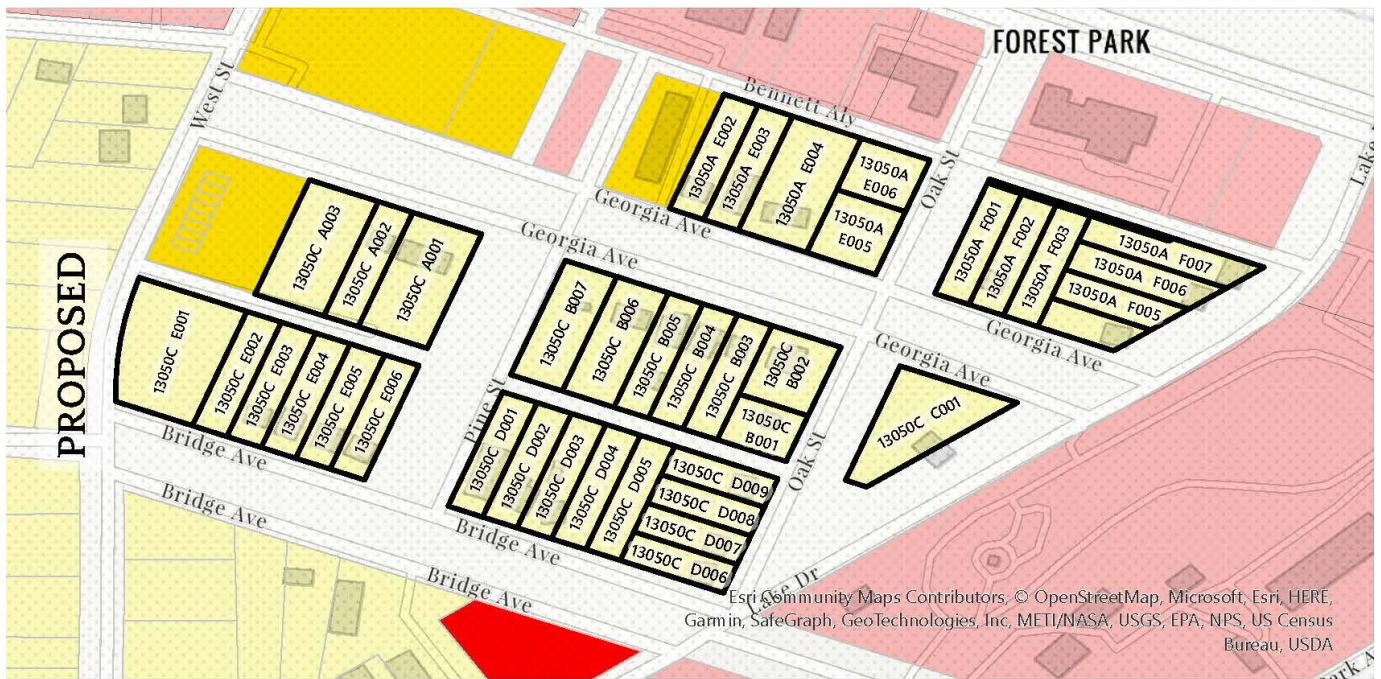 FOREST PARK
West St
Bennett Aly
Oak St
Lake
PROPOSED
Georgia Ave
Georgia Ave
Georgia Ave
Georgia Ave
Pine St
Oak St
Bridge Ave
Bridge Ave
Bridge Ave
Bridge Ave
Lake Dr
13050A E002
13050A E003
13050A E004
13050A
E006
13050A
E005
13050A F001
13050A F002
13050A F003
13050A F007
13050A F006
13050A F005
13050C A003
13050C A002
13050C A001
13050C E001
13050C E002
13050C E003
13050C E004
13050C E005
13050C E006
13050C B007
13050C B006
13050C B005
13050C B004
13050C B003
13050C
B002
13050C
B001
13050C C001
13050C D001
13050C D002
13050C D003
13050C D004
13050C D005
13050C D009
13050C D008
13050C D007
13050C D006
Esri Community Maps Contributors, © OpenStreetMap, Microsoft, Esri, HERE,
Garmin, SafeGraph, GeoTechnologies, Inc, METI/NASA, USGS, EPA, NPS, US Census
Bureau, USDA
Park A